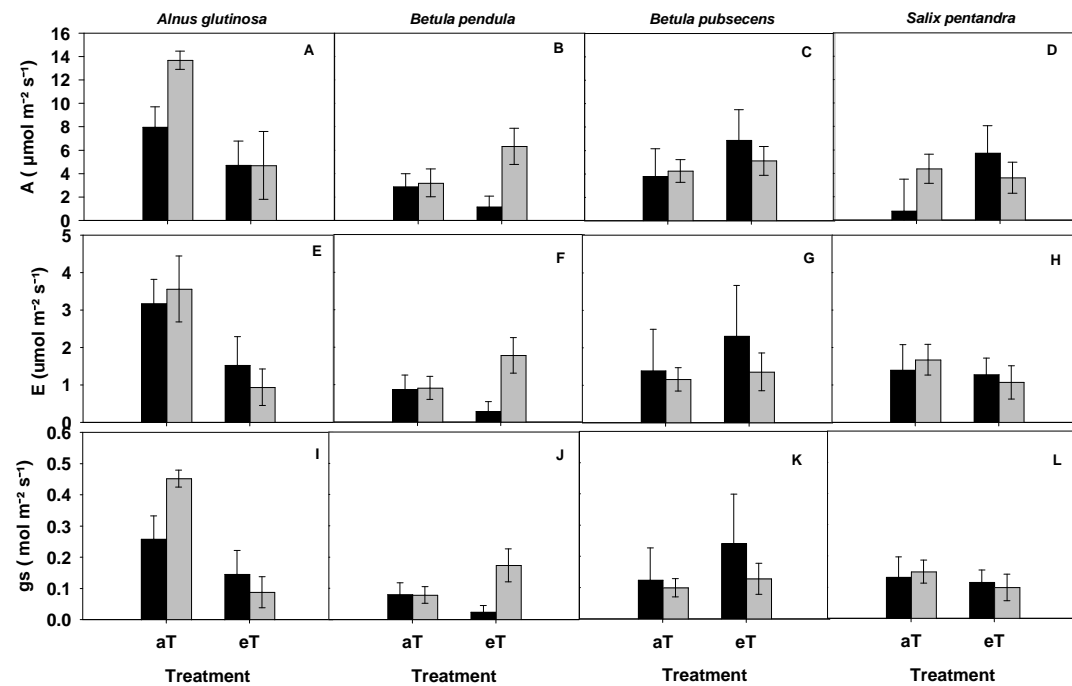 Alnus glutinosa Betula pendula Betula pubsecens Salix pentandra
A ( µmol m⁻² s⁻¹)
16
14
12
10
8
6
4
2
0
A B C D
E (umol m⁻² s⁻¹)
5
4
3
2
1
0
E F G H
gs ( mol m⁻² s⁻¹)
0.6
0.5
0.4
0.3
0.2
0.1
0.0
I J K L
aT eT aT eT aT eT aT eT
Treatment Treatment Treatment Treatment